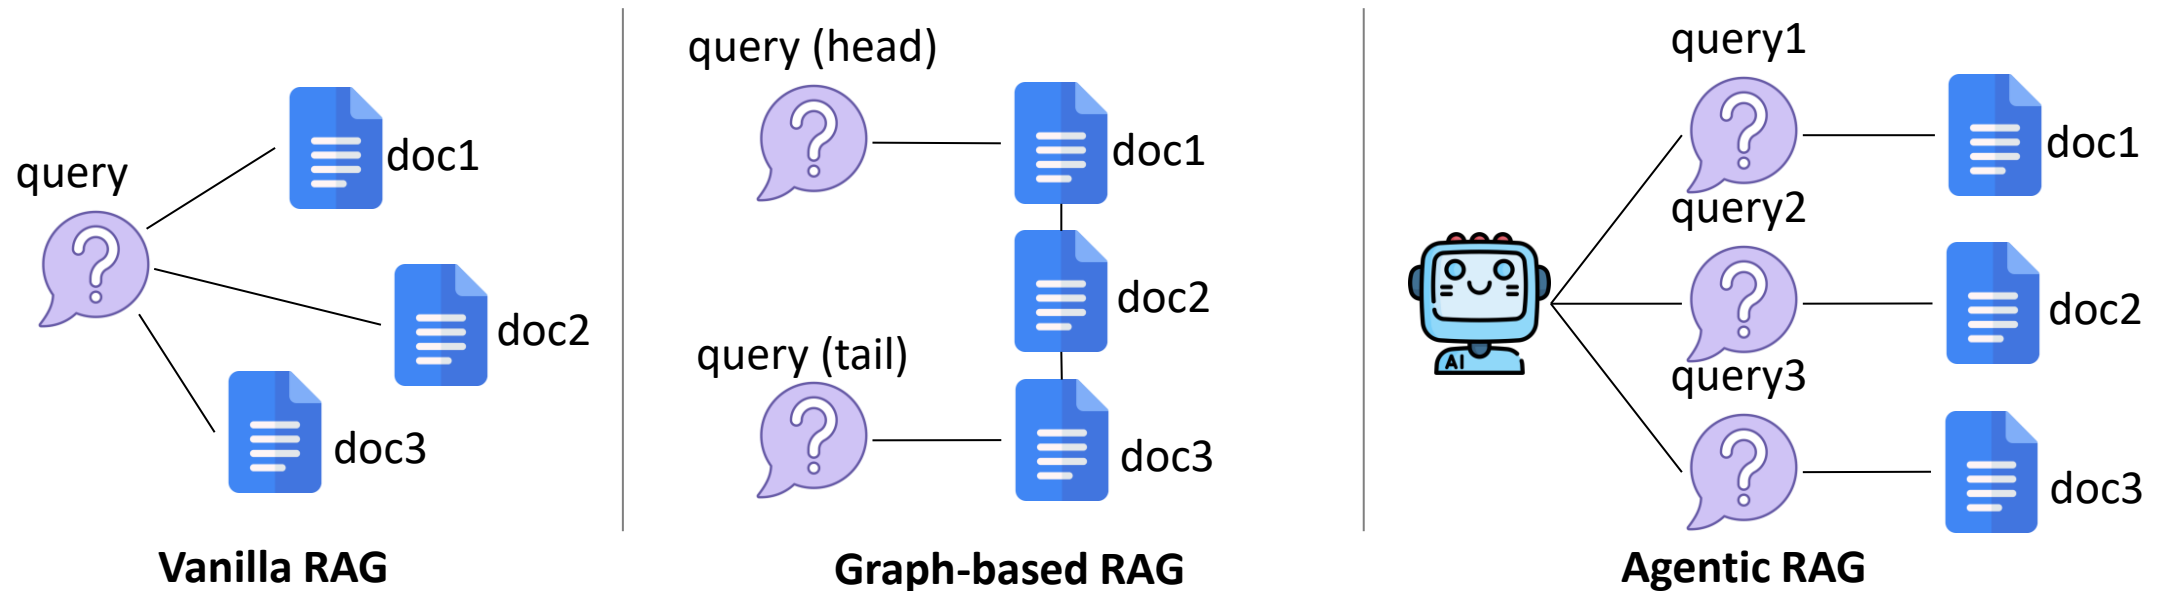 query
doc1
doc2
doc3
Vanilla RAG
query (head)
doc1
doc2
query (tail)
doc3
Graph-based RAG
query1
doc1
query2
AI
doc2
query3
doc3
Agentic RAG